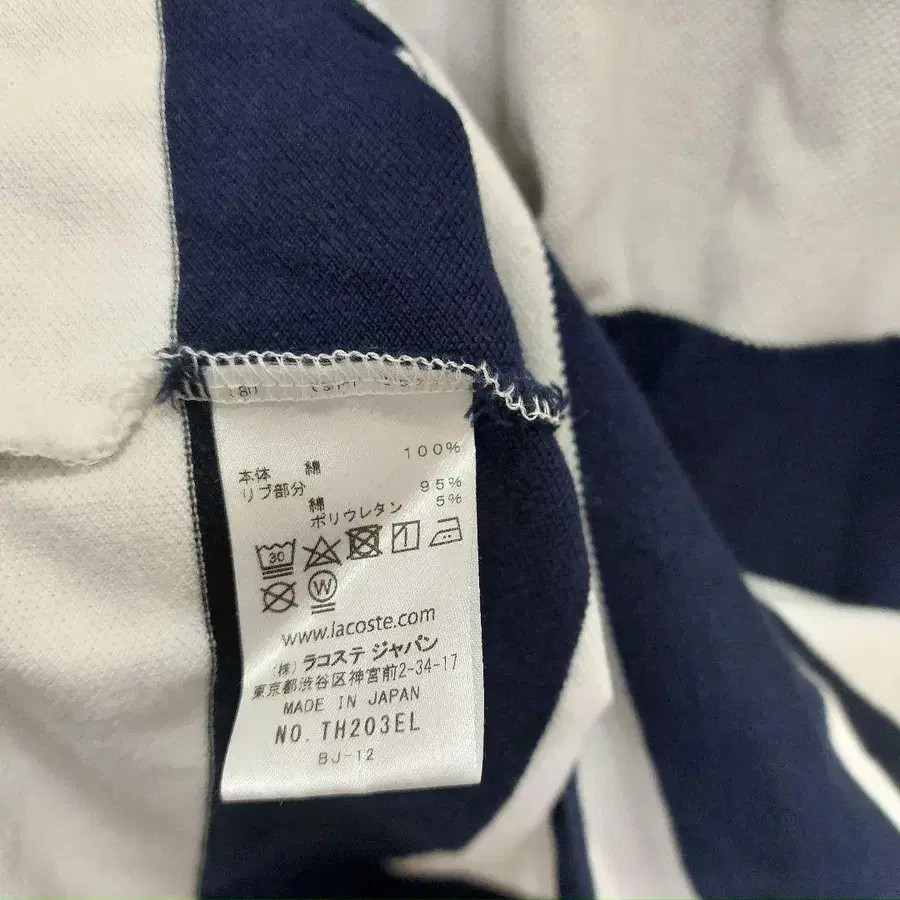 本体 綿 100%
リブ部分
綿 95%
ポリウレタン 5%
30
W
www.lacoste.com
(株) ラコステ ジャパン
東京都渋谷区神宮前2-34-17
MADE IN JAPAN
NO. TH203EL
BJ-12